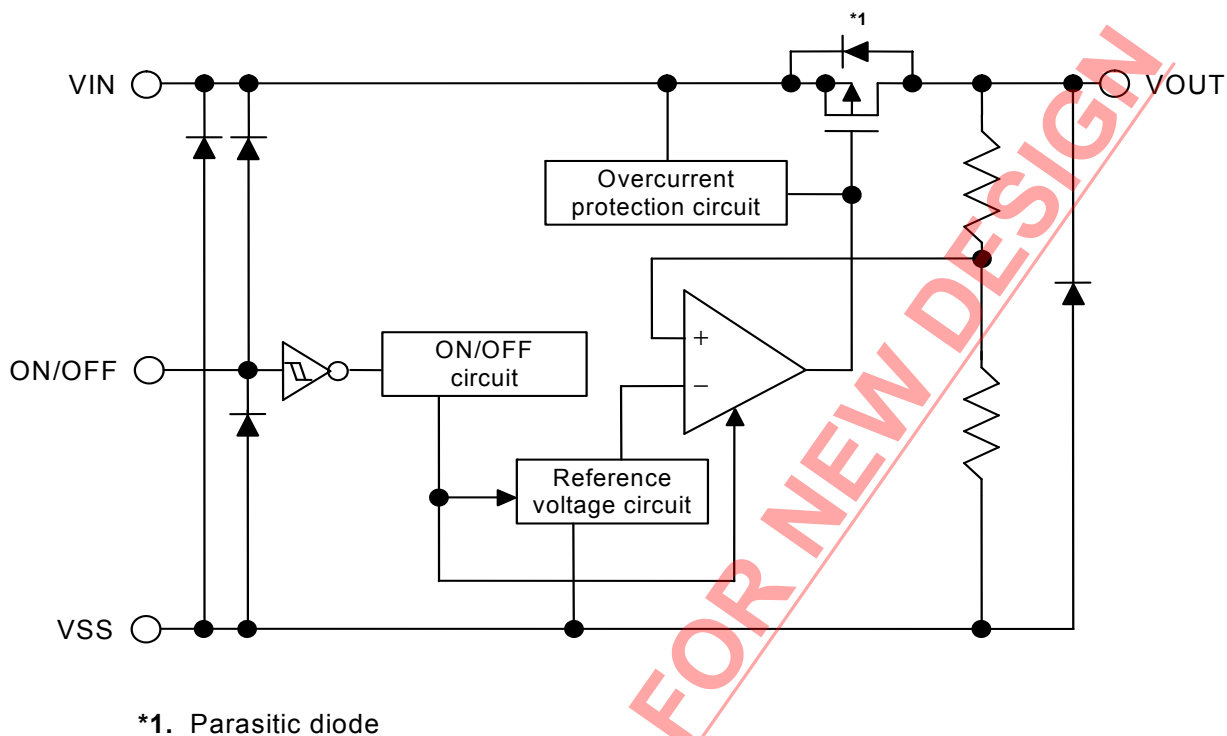 *1
VIN
VOUT
Overcurrent
protection circuit
+
ON/OFF
ON/OFF
circuit
−
Reference
voltage circuit
VSS
*1. Parasitic diode
FOR NEW DESIGN